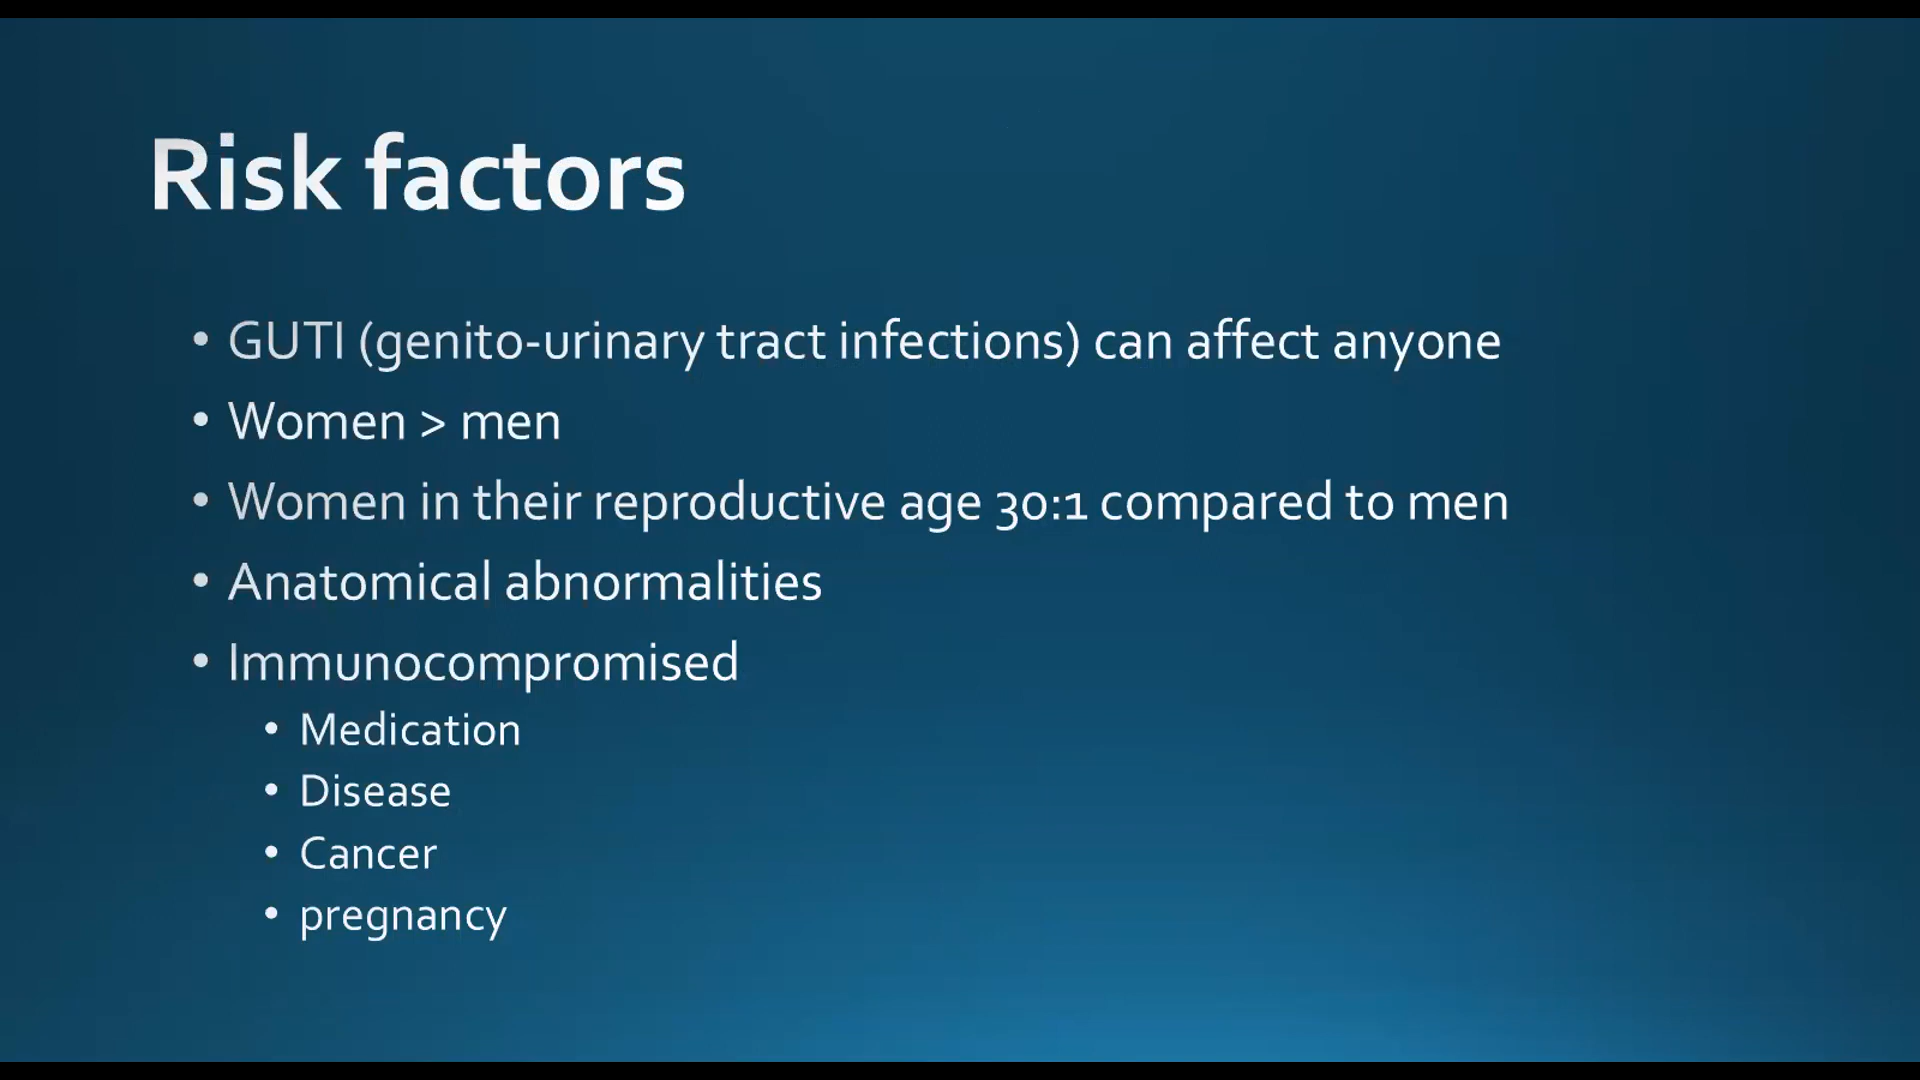 Risk factors
• GUTI (genito-urinary tract infections) can affect anyone
• Women > men
• Women in their reproductive age 30:1 compared to men
• Anatomical abnormalities
• Immunocompromised
• Medication
• Disease
• Cancer
• pregnancy